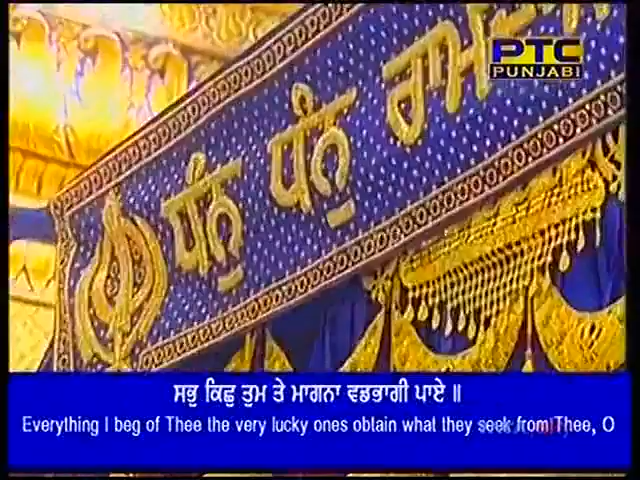 PTC
PUNJABI
ਧੰਨੁ ਧੰਨੁ ਰਾਮਦਾਸ
ਸਭੁ ਕਿਛੁ ਤੁਮ ਤੇ ਮਾਗਨਾ ਵਡਭਾਗੀ ਪਾਏ ॥
Everything I beg of Thee the very lucky ones obtain what they seek from Thee, O